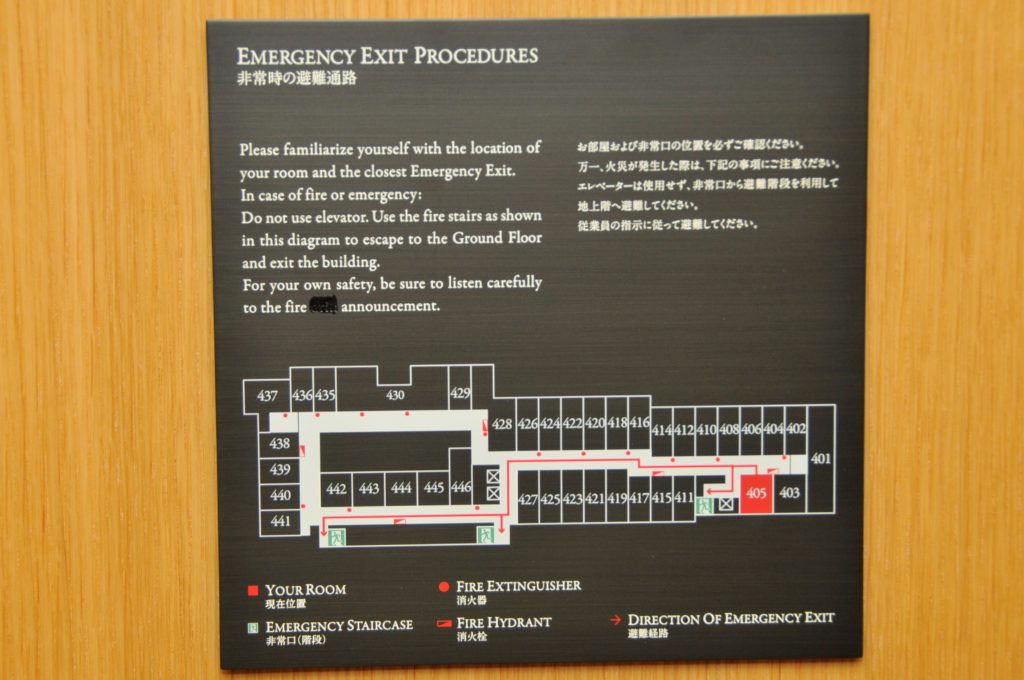 EMERGENCY EXIT PROCEDURES
非常時の避難通路
Please familiarize yourself with the location of
your room and the closest Emergency Exit.
In case of fire or emergency:
Do not use elevator. Use the fire stairs as shown
in this diagram to escape to the Ground Floor
and exit the building.
For your own safety, be sure to listen carefully
to the fire announcement.
お部屋および非常口の位置を必ずご確認ください。
万一、火災が発生した際は、下記の事項にご注意ください。
エレベーターは使用せず、非常口から避難階段を利用して
地上階へ避難してください。
従業員の指示に従って避難してください。
437 436 435 430 429
428 426 424 422 420 418 416 414 412 410 408 406 404 402
401
438
439
440
441
442 443 444 445 446
427 425 423 421 419 417 415 411 405 403
YOUR ROOM
現在位置
FIRE EXTINGUISHER
消火器
EMERGENCY STAIRCASE
非常口(階段)
FIRE HYDRANT
消火栓
DIRECTION OF EMERGENCY EXIT
避難経路